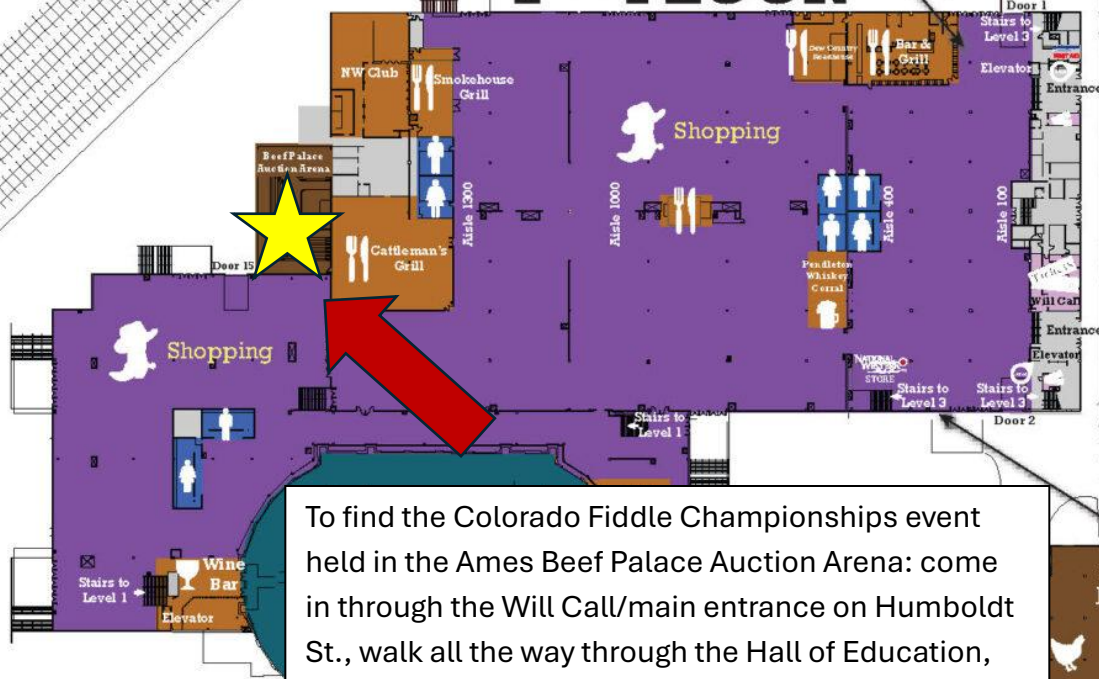 Door 1
Stairs to
Level 3
NW Club
Smokehouse
Grill
Bar &
Grill
Elevator
Entrance
Shopping
Beef Palace
Auction Arena
Aisle 1300
Aisle 1000
Aisle 400
Aisle 100
Cattleman's
Grill
Door 15
Pendleton
Whiskey
Corral
Tickets
Will Call
Entrance
Shopping
Elevator
NATIONAL
WESTERN
STORE
Stairs to
Level 3
Stairs to
Level 3
Stairs to
Level 1
Door 2
Wine
Bar
Stairs to
Level 1
Elevator
To find the Colorado Fiddle Championships event
held in the Ames Beef Palace Auction Arena: come
in through the Will Call/main entrance on Humboldt
St., walk all the way through the Hall of Education,